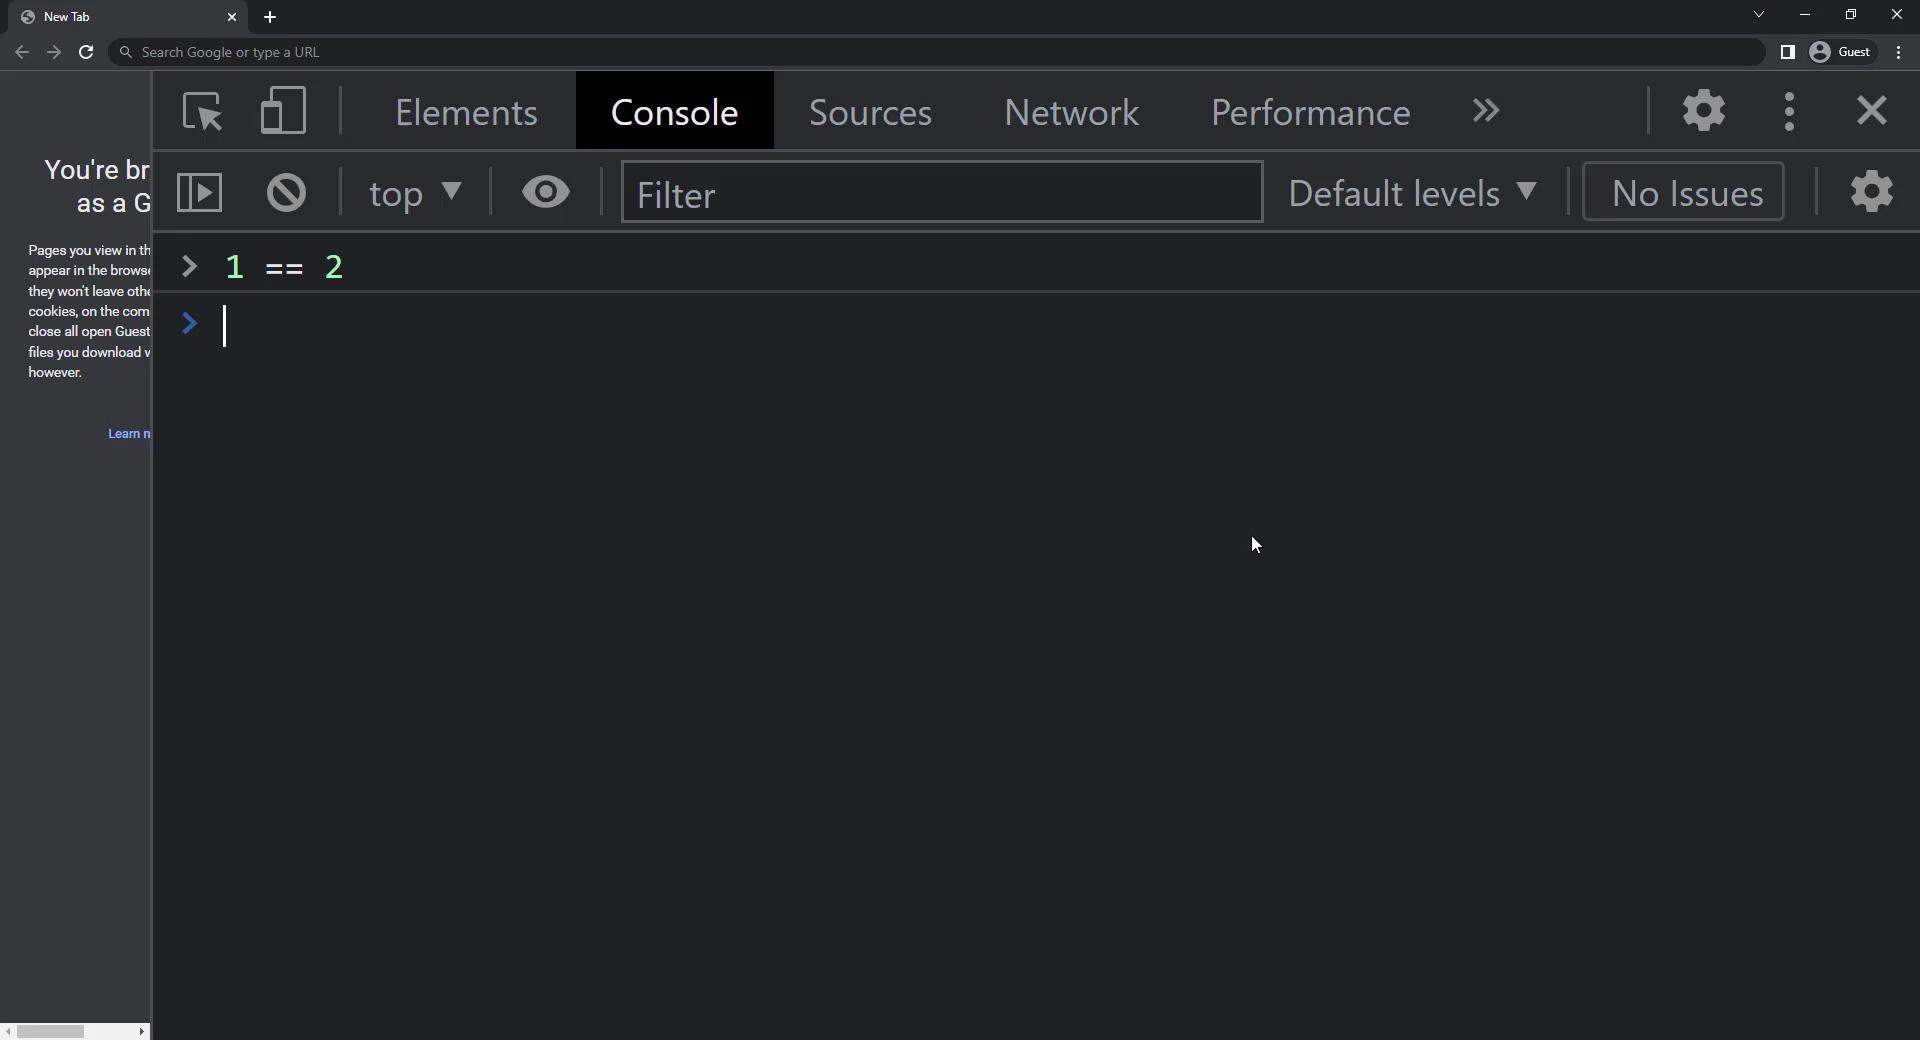 New Tab
Search Google or type a URL
Guest
Elements
Console
Sources
Network
Performance
top
Filter
Default levels
No Issues
You're br
as a G
Pages you view in th
appear in the browse
they won't leave othe
cookies, on the com
close all open Guest
files you download w
however.
Learn m
> 1 == 2
>